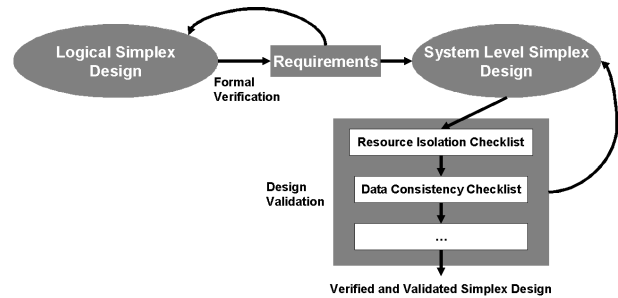 Logical Simplex
Design
Requirements
System Level Simplex
Design
Formal
Verification
Resource Isolation Checklist
Design
Validation
Data Consistency Checklist
...
Verified and Validated Simplex Design